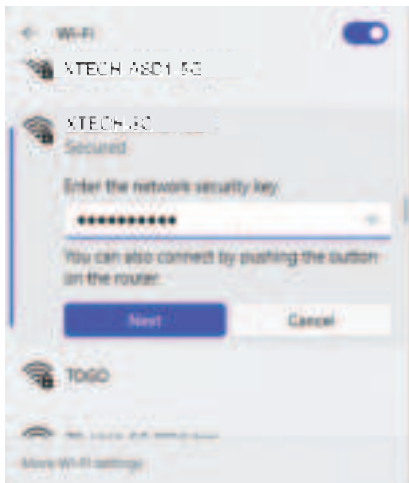 Wi-Fi
XTECH-ASD1-5G
XTECH-5G
Secured
Enter the network security key
You can also connect by pushing the button
on the router.
Next
Cancel
TOGO
More Wi-Fi settings